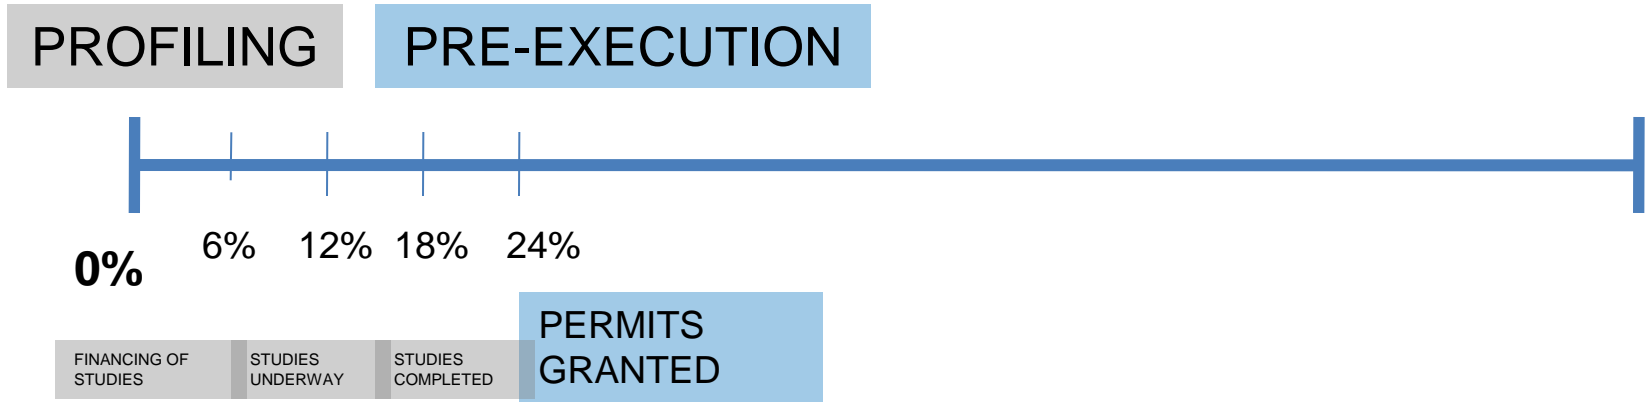 PROFILING
PRE-EXECUTION
0%
6%
12%
18%
24%
FINANCING OF
STUDIES
STUDIES
UNDERWAY
STUDIES
COMPLETED
PERMITS
GRANTED